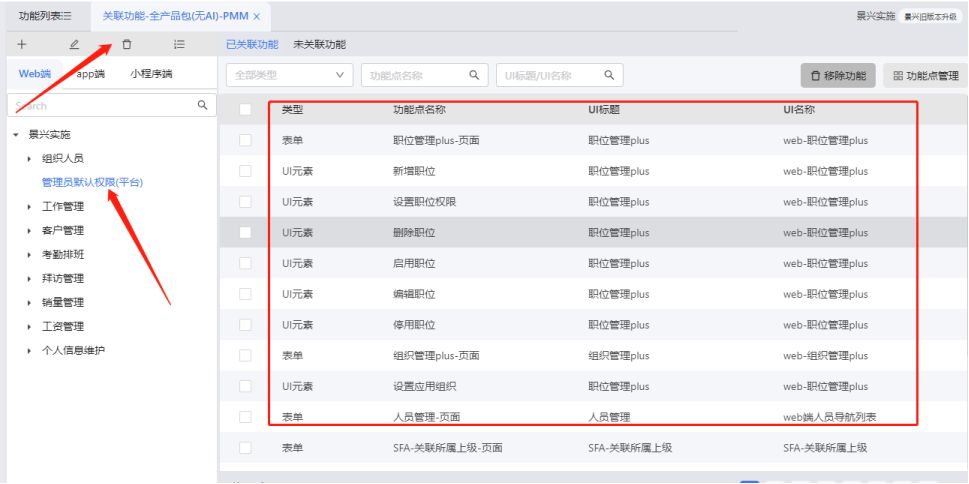 功能列表 关联功能-全产品包(无AI)-PMM × 景兴实施 景兴旧版本升级
已关联功能 未关联功能
Web端 app端 小程序端
全部类型 功能点名称 UI标题/UI名称 移除功能 功能点管理
Search
景兴实施
组织人员
管理员默认权限(平台)
工作管理
客户管理
考勤排班
拜访管理
销量管理
工资管理
个人信息维护
类型 功能点名称 UI标题 UI名称
表单 职位管理plus-页面 职位管理plus web-职位管理plus
UI元素 新增职位 职位管理plus web-职位管理plus
UI元素 设置职位权限 职位管理plus web-职位管理plus
UI元素 删除职位 职位管理plus web-职位管理plus
UI元素 启用职位 职位管理plus web-职位管理plus
UI元素 编辑职位 职位管理plus web-职位管理plus
UI元素 停用职位 职位管理plus web-职位管理plus
表单 组织管理plus-页面 组织管理plus web-组织管理plus
UI元素 设置应用组织 职位管理plus web-职位管理plus
表单 人员管理-页面 人员管理 web端人员导航列表
表单 SFA-关联所属上级-页面 SFA-关联所属上级 SFA-关联所属上级